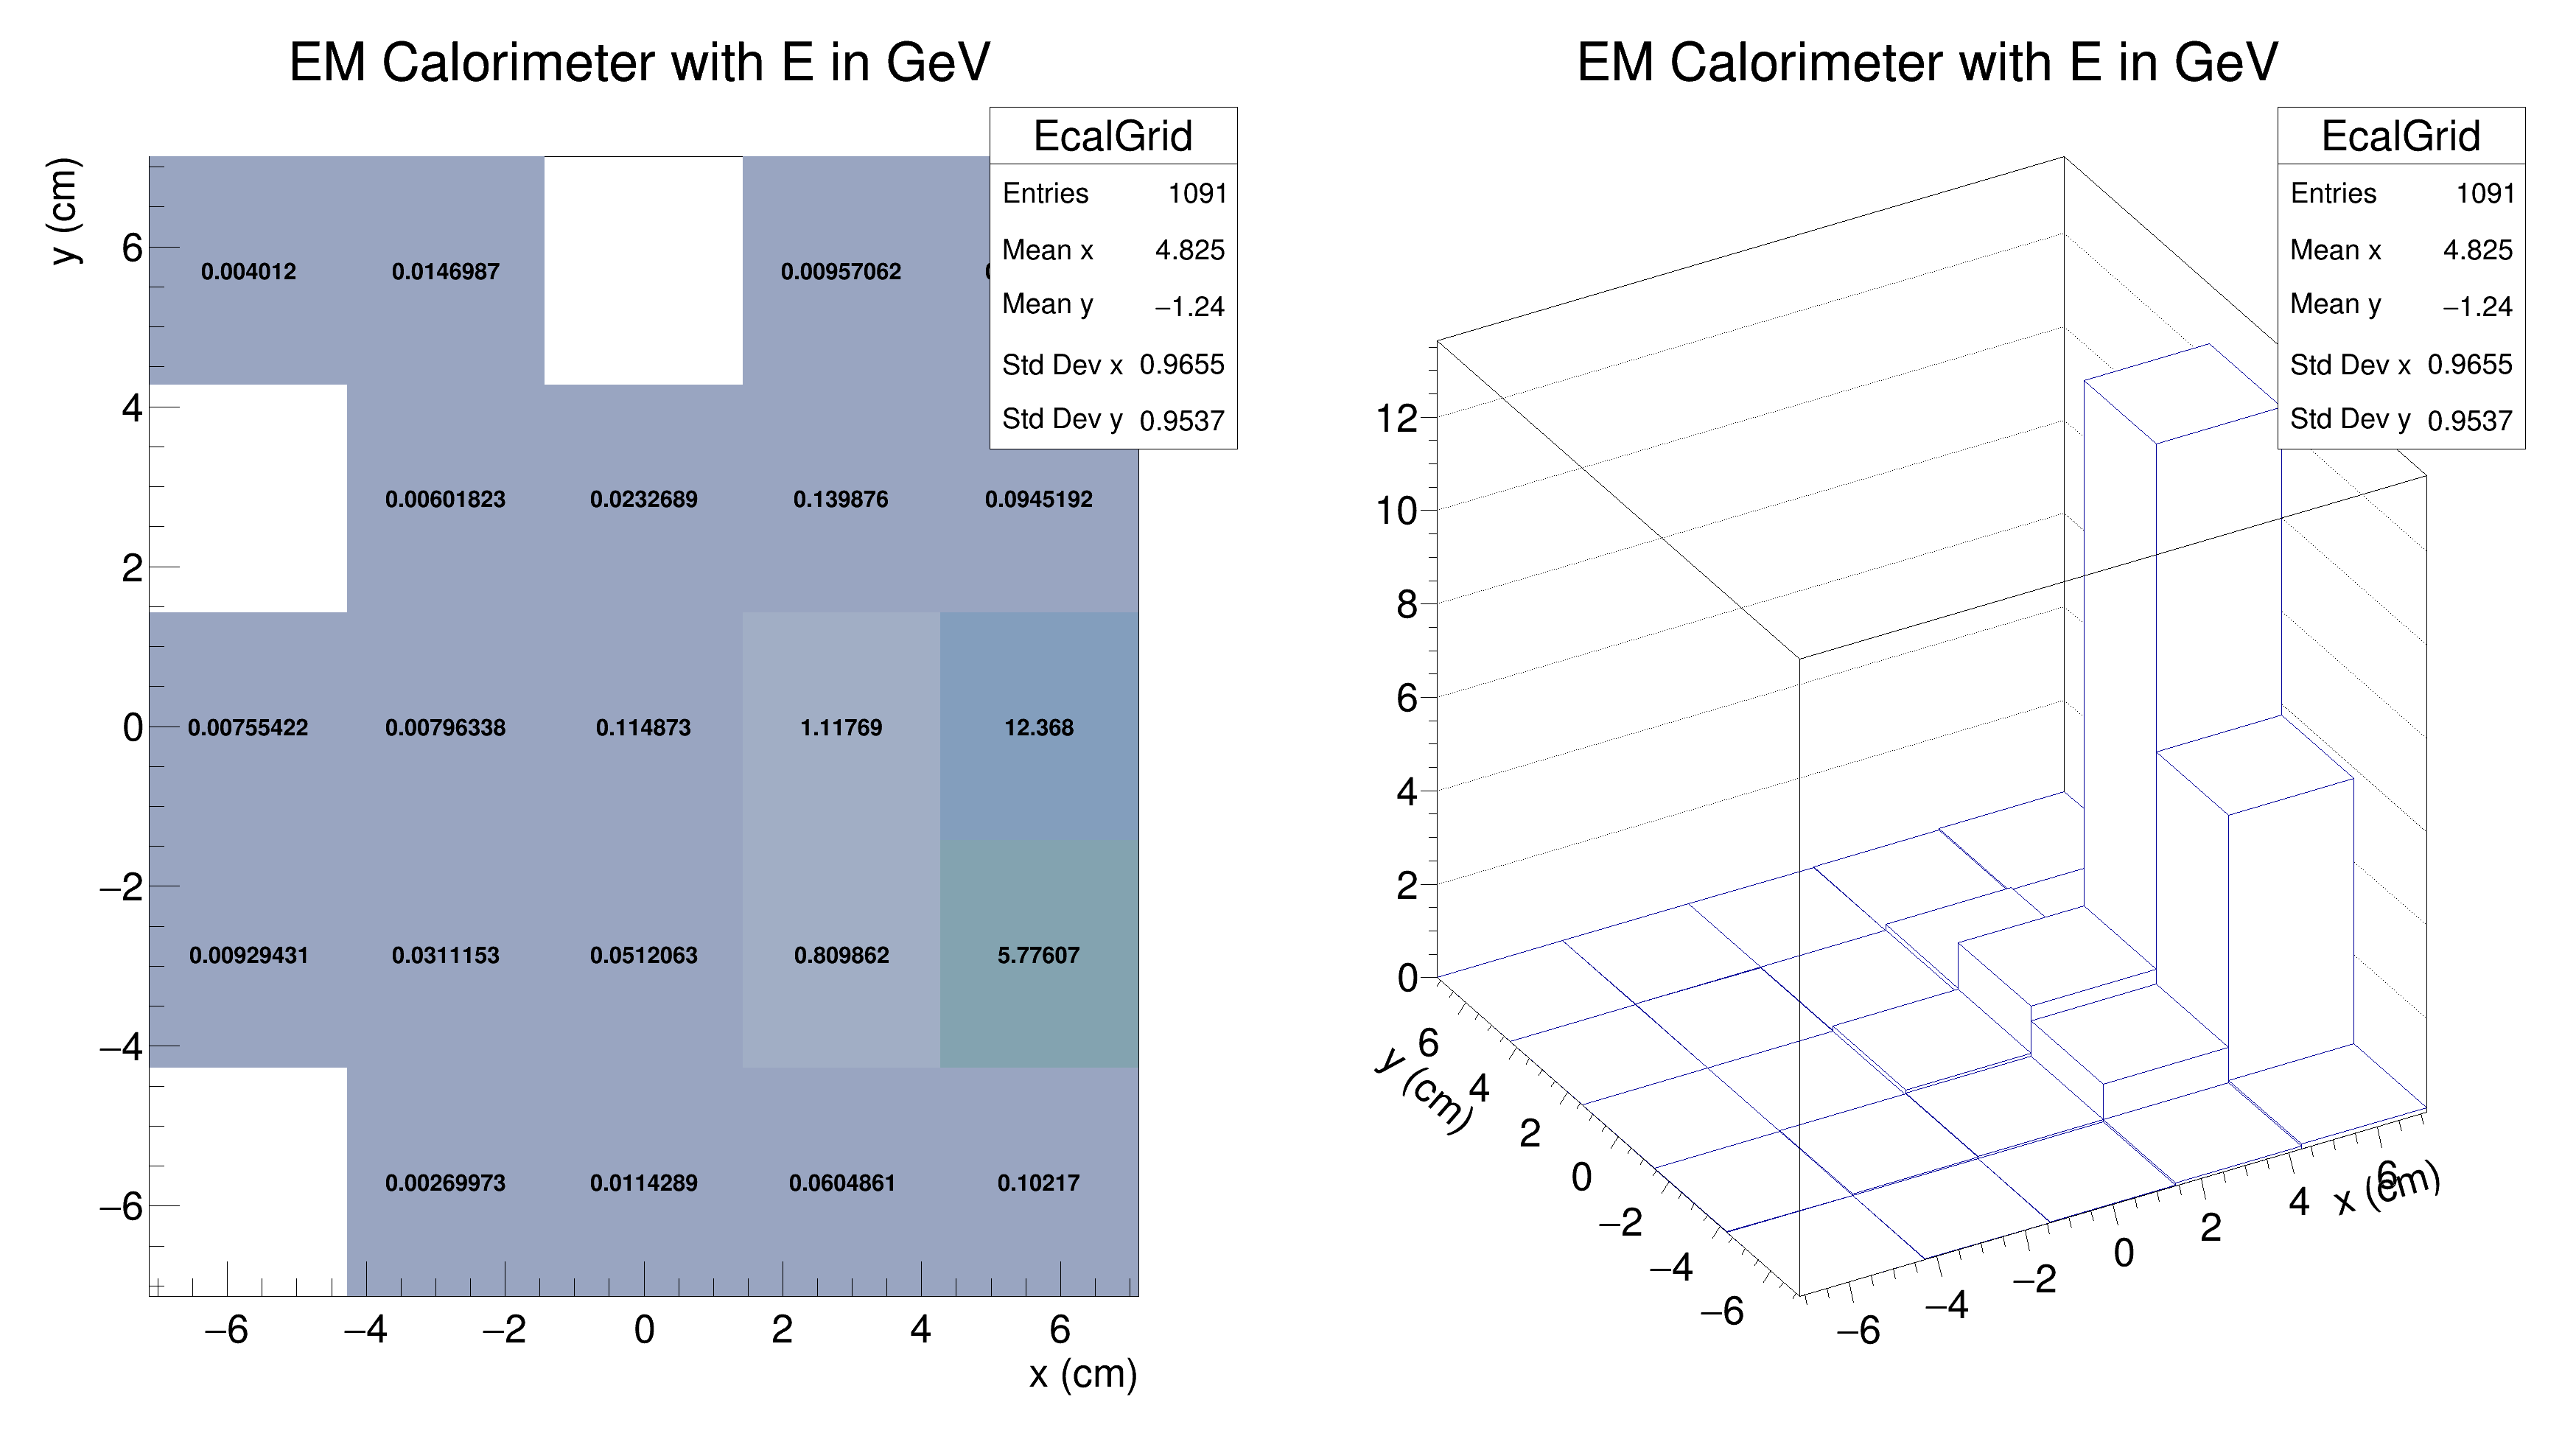 EM Calorimeter with E in GeV
EcalGrid
Entries 1091
Mean x 4.825
Mean y −1.24
Std Dev x 0.9655
Std Dev y 0.9537
y (cm)
6
4
2
0
−2
−4
−6
0.004012 0.0146987 0.00957062
0.00601823 0.0232689 0.139876 0.0945192
0.00755422 0.00796338 0.114873 1.11769 12.368
0.00929431 0.0311153 0.0512063 0.809862 5.77607
0.00269973 0.0114289 0.0604861 0.10217
−6 −4 −2 0 2 4 6
x (cm)
EM Calorimeter with E in GeV
EcalGrid
Entries 1091
Mean x 4.825
Mean y −1.24
Std Dev x 0.9655
Std Dev y 0.9537
12
10
8
6
4
2
0
6
4
2
0
−2
−4
−6
y (cm)
−6
−4
−2
0
2
4
6
x (cm)